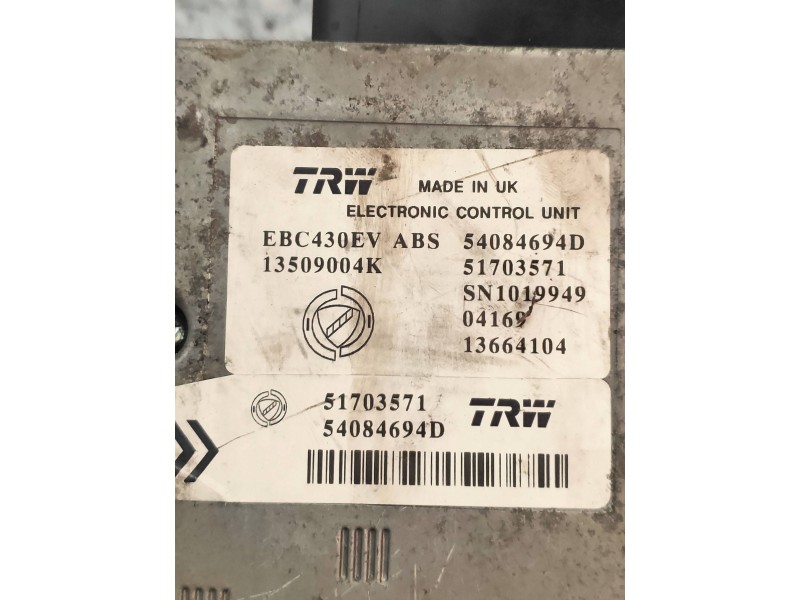 TRW MADE IN UK
ELECTRONIC CONTROL UNIT
EBC430EV ABS 54084694D
13509004K 51703571
SN1019949
04169
13664104
51703571 TRW
54084694D